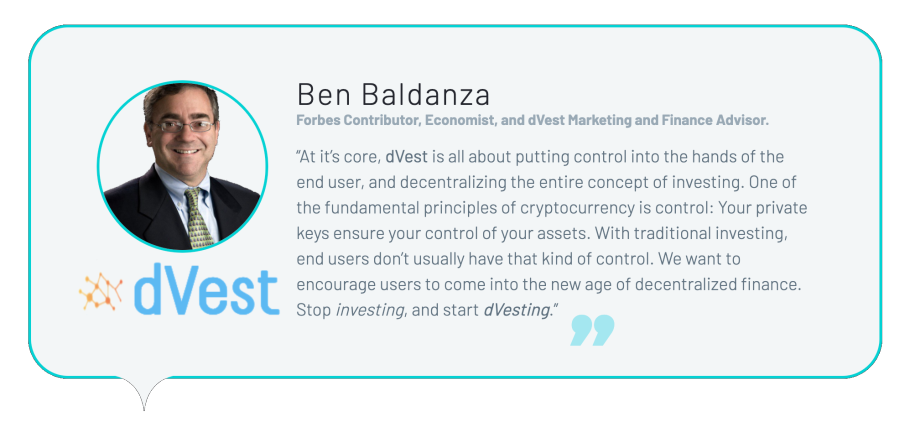 Ben Baldanza
Forbes Contributor, Economist, and dVest Marketing and Finance Advisor.
“At it’s core, dVest is all about putting control into the hands of the
end user, and decentralizing the entire concept of investing. One of
the fundamental principles of cryptocurrency is control: Your private
keys ensure your control of your assets. With traditional investing,
end users don’t usually have that kind of control. We want to
encourage users to come into the new age of decentralized finance.
Stop investing, and start dVesting.”
dVest